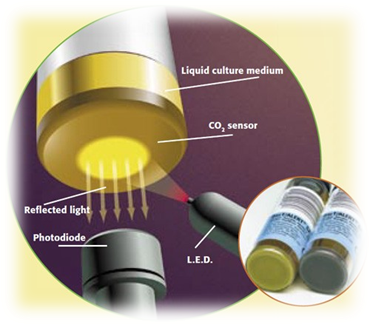 Liquid culture medium
CO₂ sensor
Reflected light
Photodiode
L.E.D.